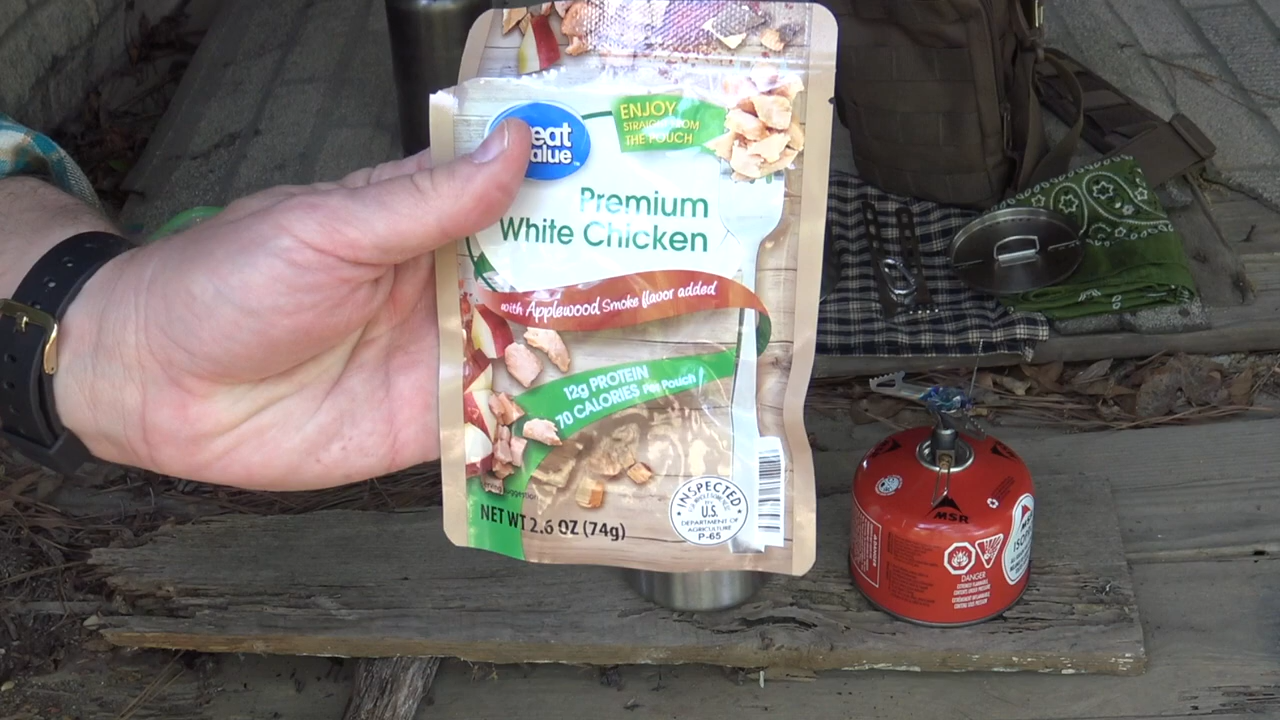 eat
alue
ENJOY
STRAIGHT FROM
THE POUCH
Premium
White Chicken
with Applewood Smoke flavor added
12g PROTEIN
70 CALORIES Per Pouch
suggestion
NET WT 2.6 OZ (74g)
INSPECTED
U.S.
DEPARTMENT OF
AGRICULTURE
P-65
MSR
DANGER